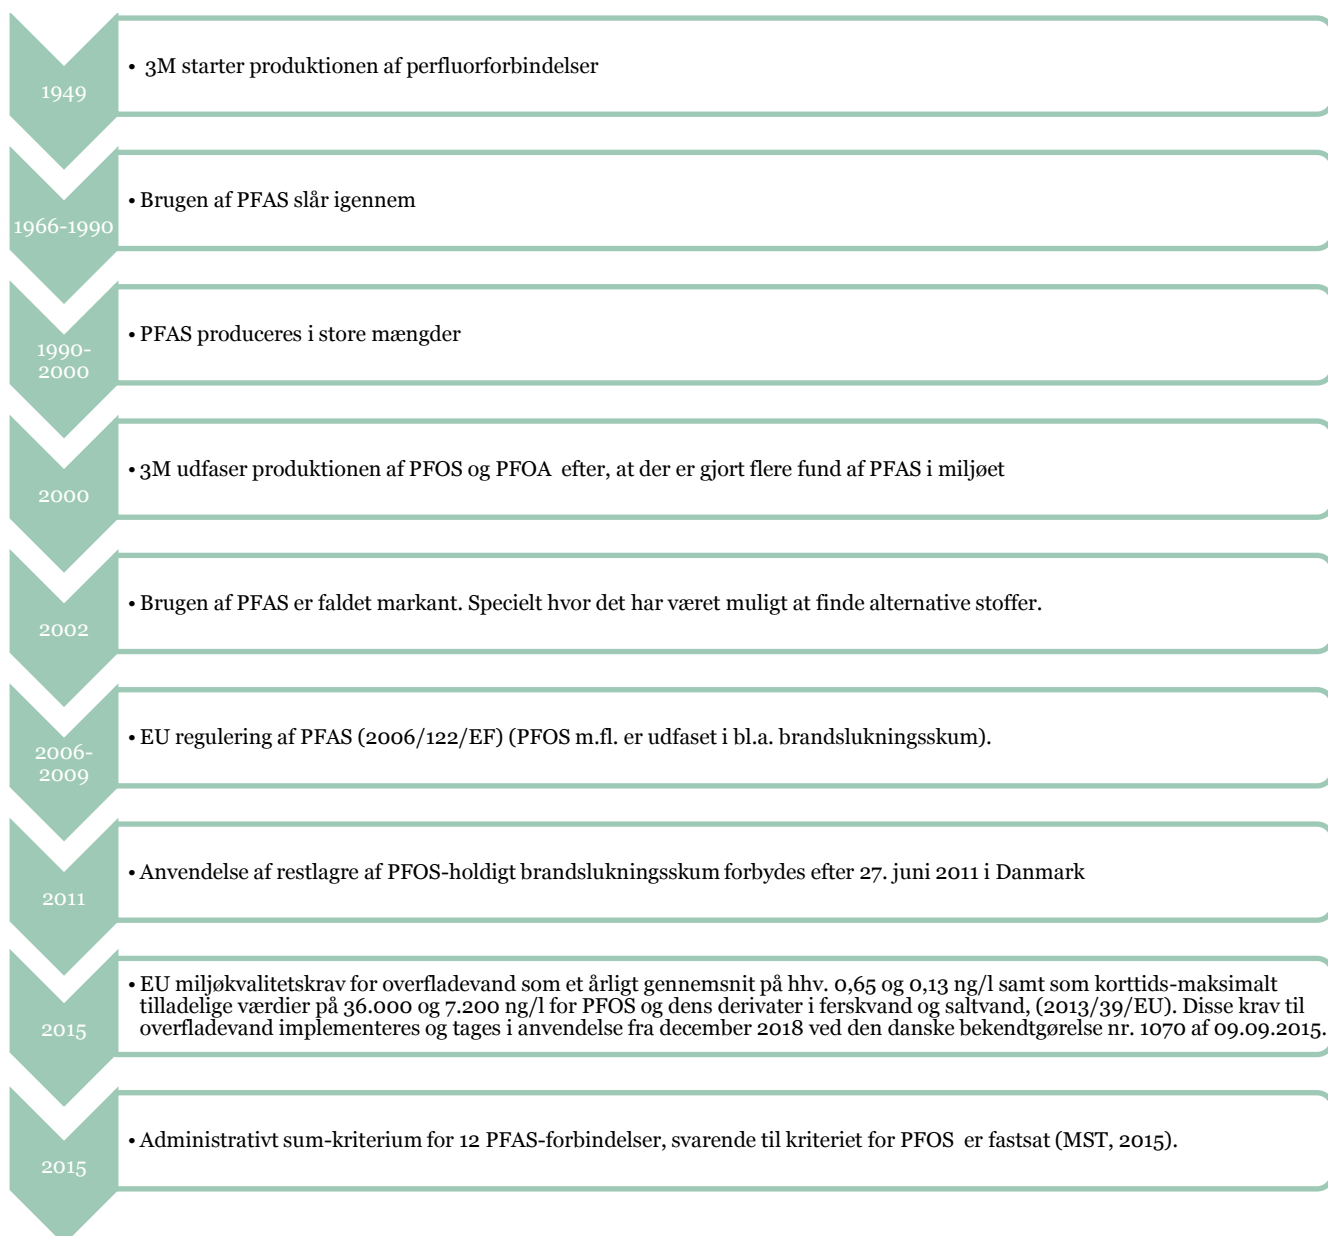 1949
• 3M starter produktionen af perfluorforbindelser
1966-1990
• Brugen af PFAS slår igennem
1990-
2000
• PFAS produceres i store mængder
2000
• 3M udfaser produktionen af PFOS og PFOA efter, at der er gjort flere fund af PFAS i miljøet
2002
• Brugen af PFAS er faldet markant. Specielt hvor det har været muligt at finde alternative stoffer.
2006-
2009
• EU regulering af PFAS (2006/122/EF) (PFOS m.fl. er udfaset i bl.a. brandslukningsskum).
2011
• Anvendelse af restlagre af PFOS-holdigt brandslukningsskum forbydes efter 27. juni 2011 i Danmark
2015
• EU miljøkvalitetskrav for overfladevand som et årligt gennemsnit på hhv. 0,65 og 0,13 ng/l samt som korttids-maksimalt
tilladelige værdier på 36.000 og 7.200 ng/l for PFOS og dens derivater i ferskvand og saltvand, (2013/39/EU). Disse krav til
overfladevand implementeres og tages i anvendelse fra december 2018 ved den danske bekendtgørelse nr. 1070 af 09.09.2015.
2015
• Administrativt sum-kriterium for 12 PFAS-forbindelser, svarende til kriteriet for PFOS er fastsat (MST, 2015).